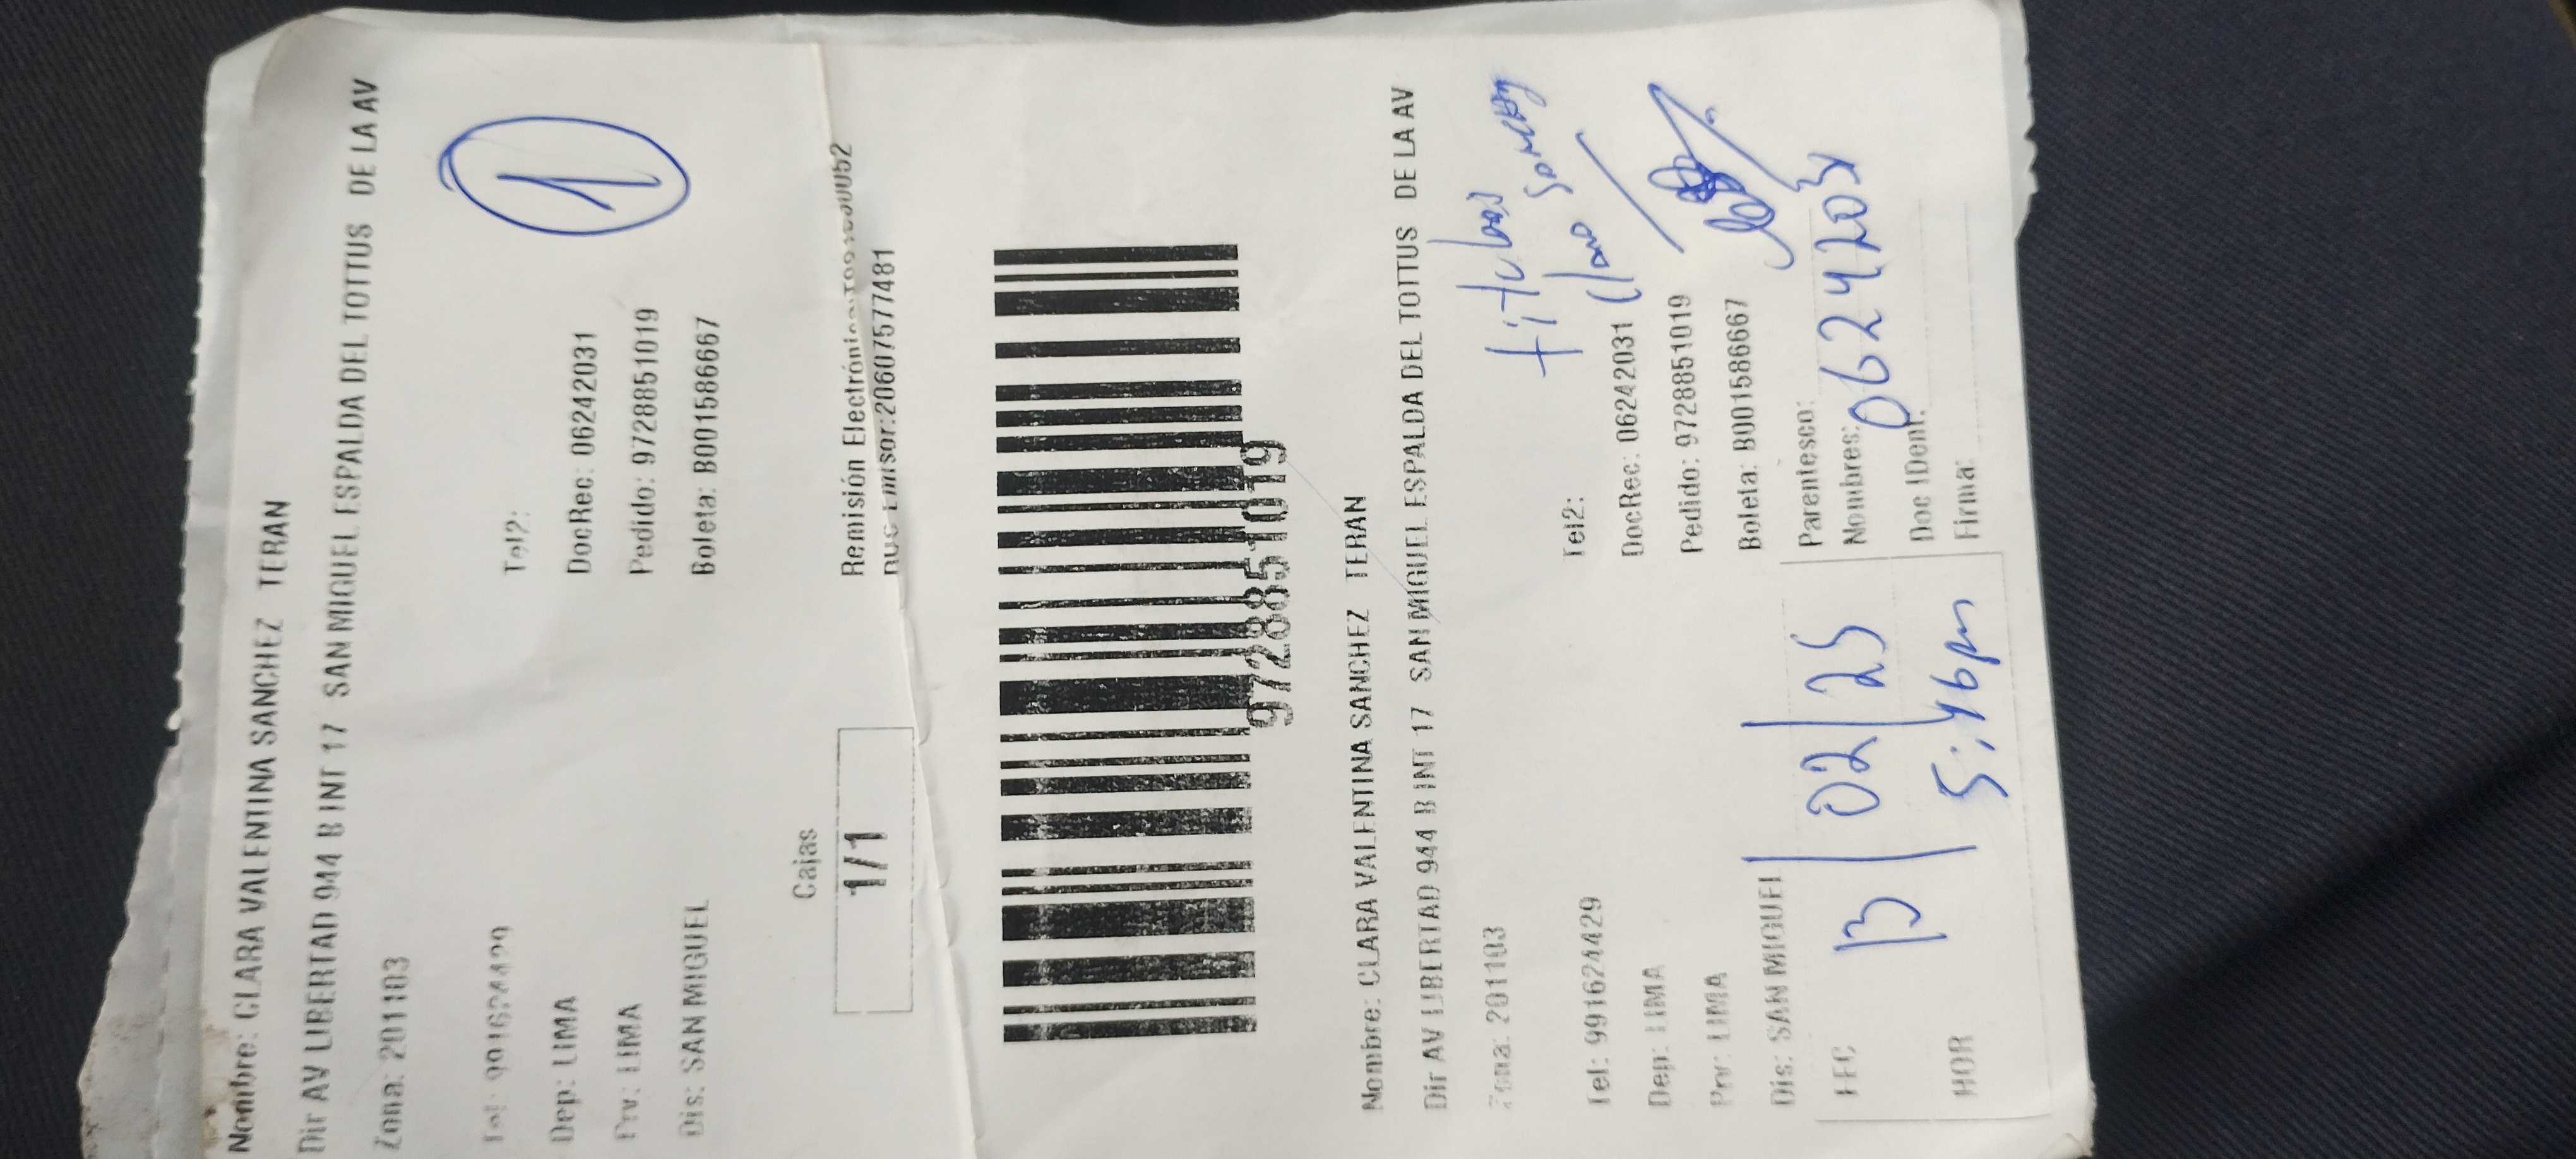 Nombre: CLARA VALENTINA SANCHEZ TERAN
Dir AV LIBERTAD 944 B INT 17 SAN MIGUEL ESPALDA DEL TOTTUS DE LA AV
Zona: 201103
1
Tel: 991624429 Tel2:
Dep: LIMA DocRec: 06242031
Prv: LIMA Pedido: 9728851019
Dis: SAN MIGUEL Boleta: B001586667
Cajas
1/1
Remisión Electrónica
RUC Emisor:20607577481
9728851019
Nombre: CLARA VALENTINA SANCHEZ TERAN
Dir AV LIBERTAD 944 B INT 17 SAN MIGUEL ESPALDA DEL TOTTUS DE LA AV
Zona: 201103
titular
Tel: 991624429 Tel2:
Dep: LIMA DocRec: 06242031
Prv: LIMA Pedido: 9728851019
Dis: SAN MIGUEL Boleta: B001586667
FEC 13/02/25
HOR 5:46pm
Parentesco:
Nombres:
Doc IDent:
Firma: